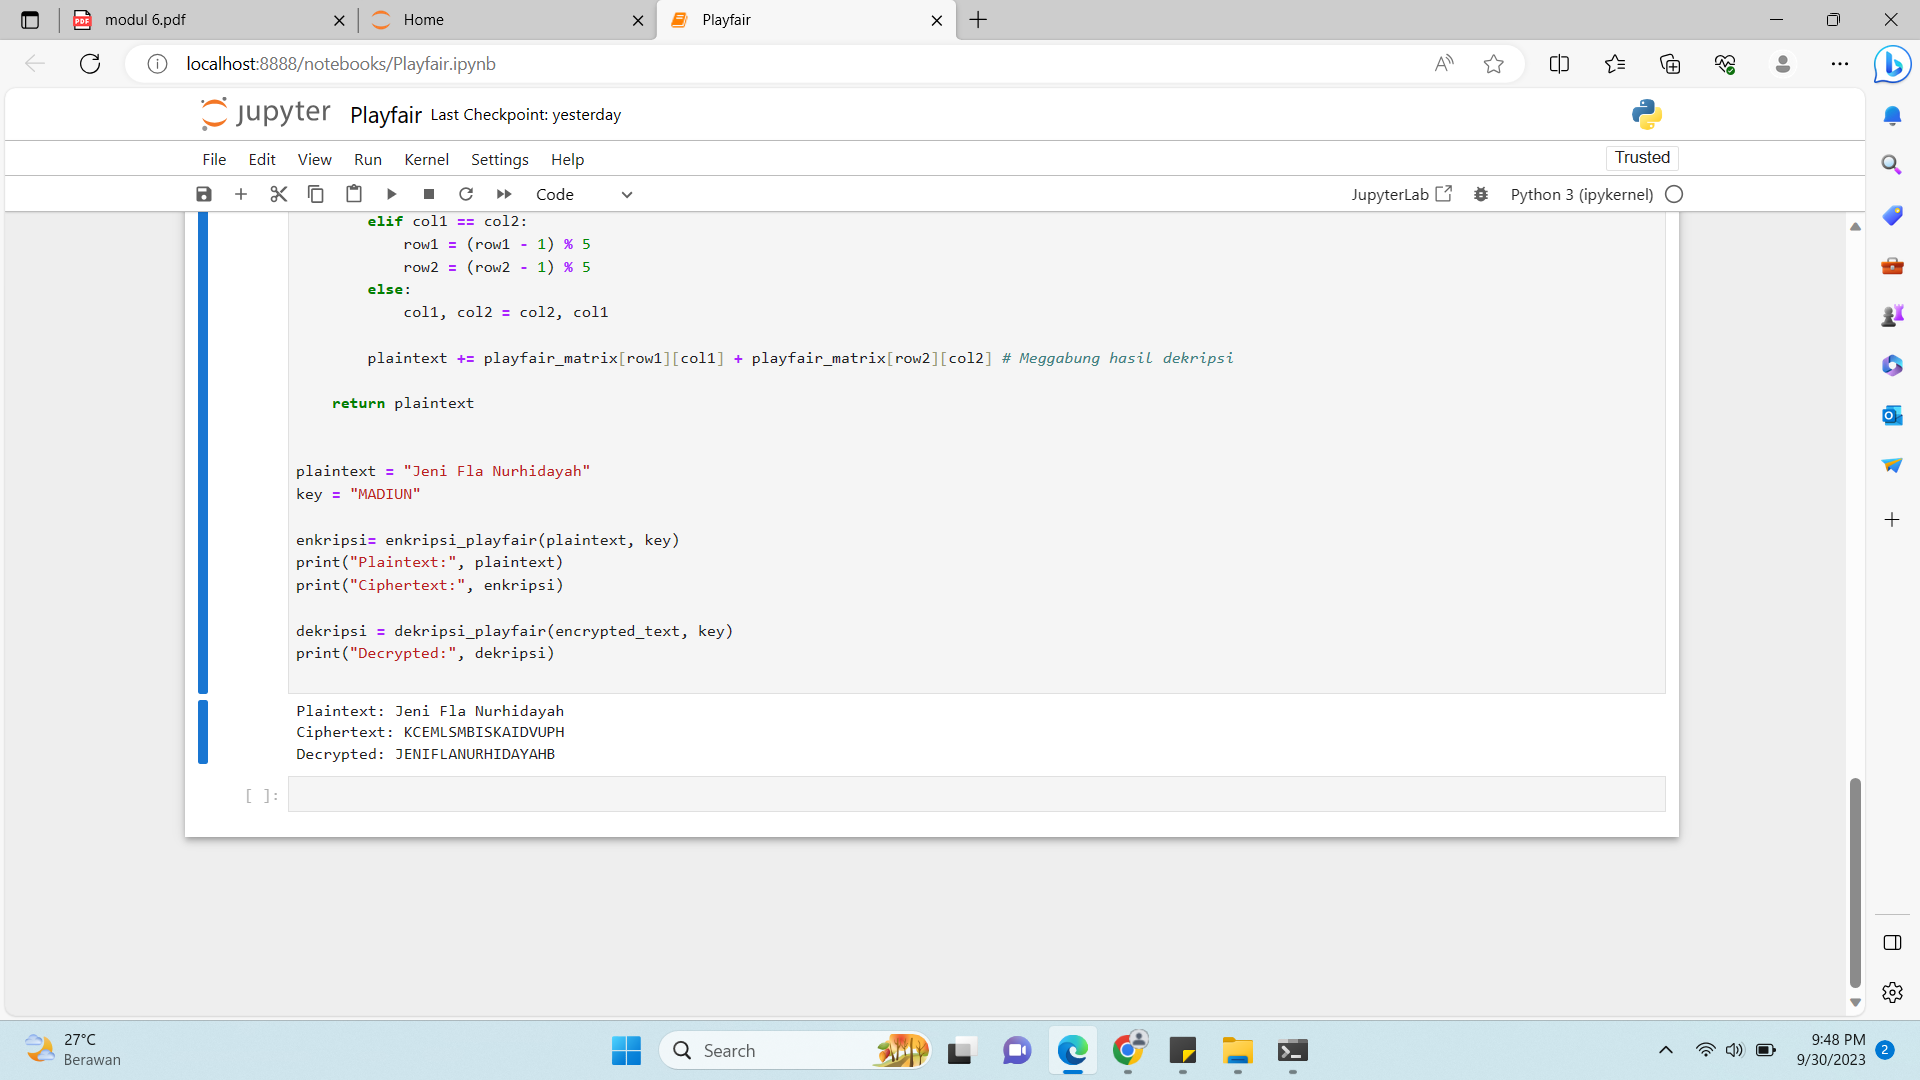 modul 6.pdf
Home
Playfair
localhost:8888/notebooks/Playfair.ipynb
jupyter Playfair Last Checkpoint: yesterday
File Edit View Run Kernel Settings Help
Trusted
Code
JupyterLab
Python 3 (ipykernel)
elif col1 == col2:
row1 = (row1 - 1) % 5
row2 = (row2 - 1) % 5
else:
col1, col2 = col2, col1
plaintext += playfair_matrix[row1][col1] + playfair_matrix[row2][col2] # Meggabung hasil dekripsi
return plaintext
plaintext = "Jeni Fla Nurhidayah"
key = "MADIUN"
enkripsi= enkripsi_playfair(plaintext, key)
print("Plaintext:", plaintext)
print("Ciphertext:", enkripsi)
dekripsi = dekripsi_playfair(encrypted_text, key)
print("Decrypted:", dekripsi)
Plaintext: Jeni Fla Nurhidayah
Ciphertext: KCEMLSMBISKAIDVUPH
Decrypted: JENIFLANURHIDAYAHB
[ ]:
27°C
Berawan
Search
9:48 PM
9/30/2023
2